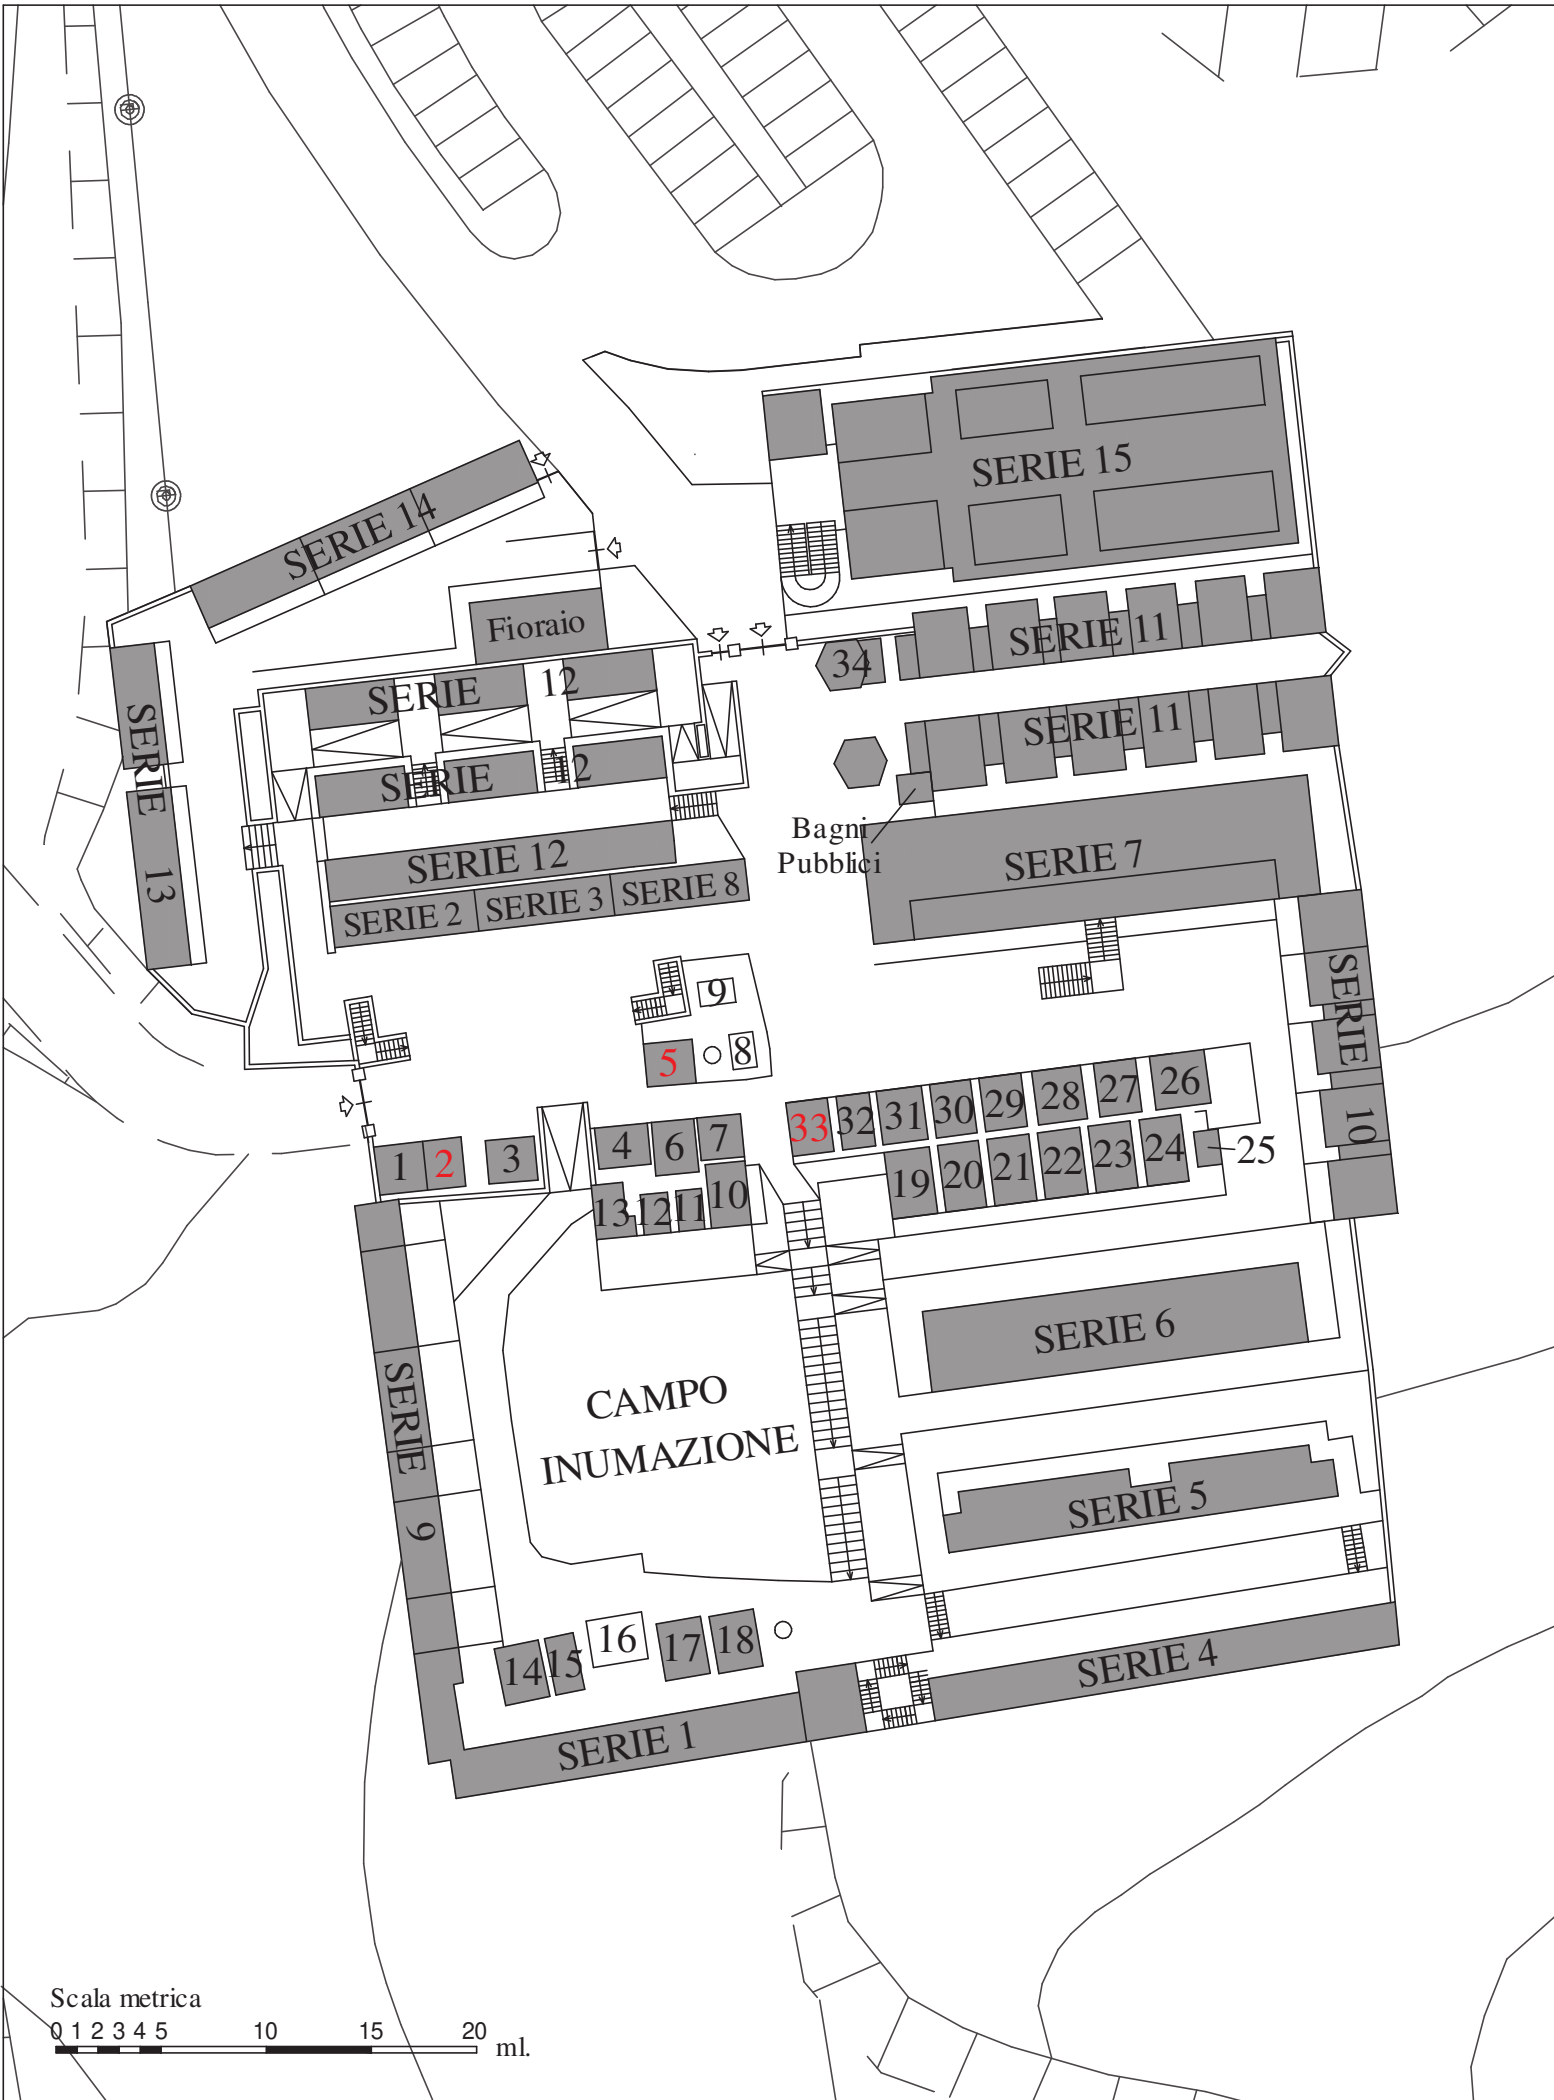 SERIE 15
SERIE 14
Fioraio
SERIE 11
34
SERIE 12
SERIE 11
SERIE 12
SERIE 13
Bagni
Pubblici
SERIE 7
SERIE 12
SERIE 2 SERIE 3 SERIE 8
9
8
5
SERIE 10
33 32 31 30 29 28 27 26
1 2 3
4 6 7
19 20 21 22 23 24 25
13 12 11 10
SERIE 6
SERIE 9
CAMPO
INUMAZIONE
SERIE 5
14 15 16 17 18
SERIE 4
SERIE 1
Scala metrica
0 1 2 3 4 5 10 15 20
ml.